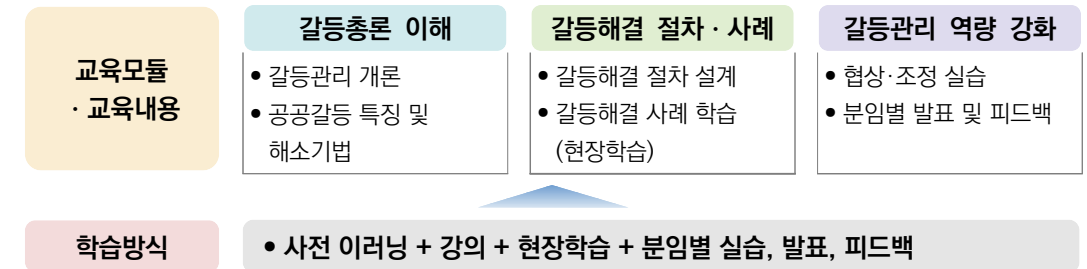 교육모듈
· 교육내용
갈등총론 이해
• 갈등관리 개론
• 공공갈등 특징 및
해소기법
갈등해결 절차 · 사례
• 갈등해결 절차 설계
• 갈등해결 사례 학습
(현장학습)
갈등관리 역량 강화
• 협상·조정 실습
• 분임별 발표 및 피드백
학습방식
• 사전 이러닝 + 강의 + 현장학습 + 분임별 실습, 발표, 피드백